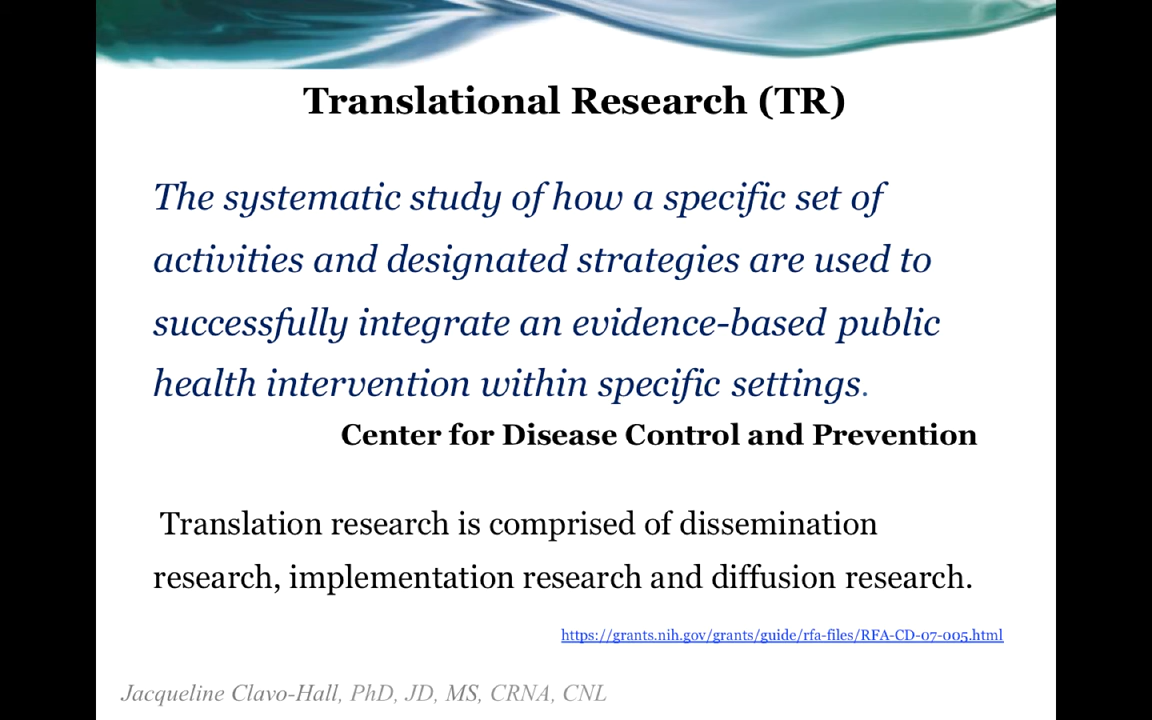 Translational Research (TR)
The systematic study of how a specific set of
activities and designated strategies are used to
successfully integrate an evidence-based public
health intervention within specific settings.
Center for Disease Control and Prevention
Translation research is comprised of dissemination
research, implementation research and diffusion research.
https://grants.nih.gov/grants/guide/rfa-files/RFA-CD-07-005.html
Jacqueline Clavo-Hall, PhD, JD, MS, CRNA, CNL